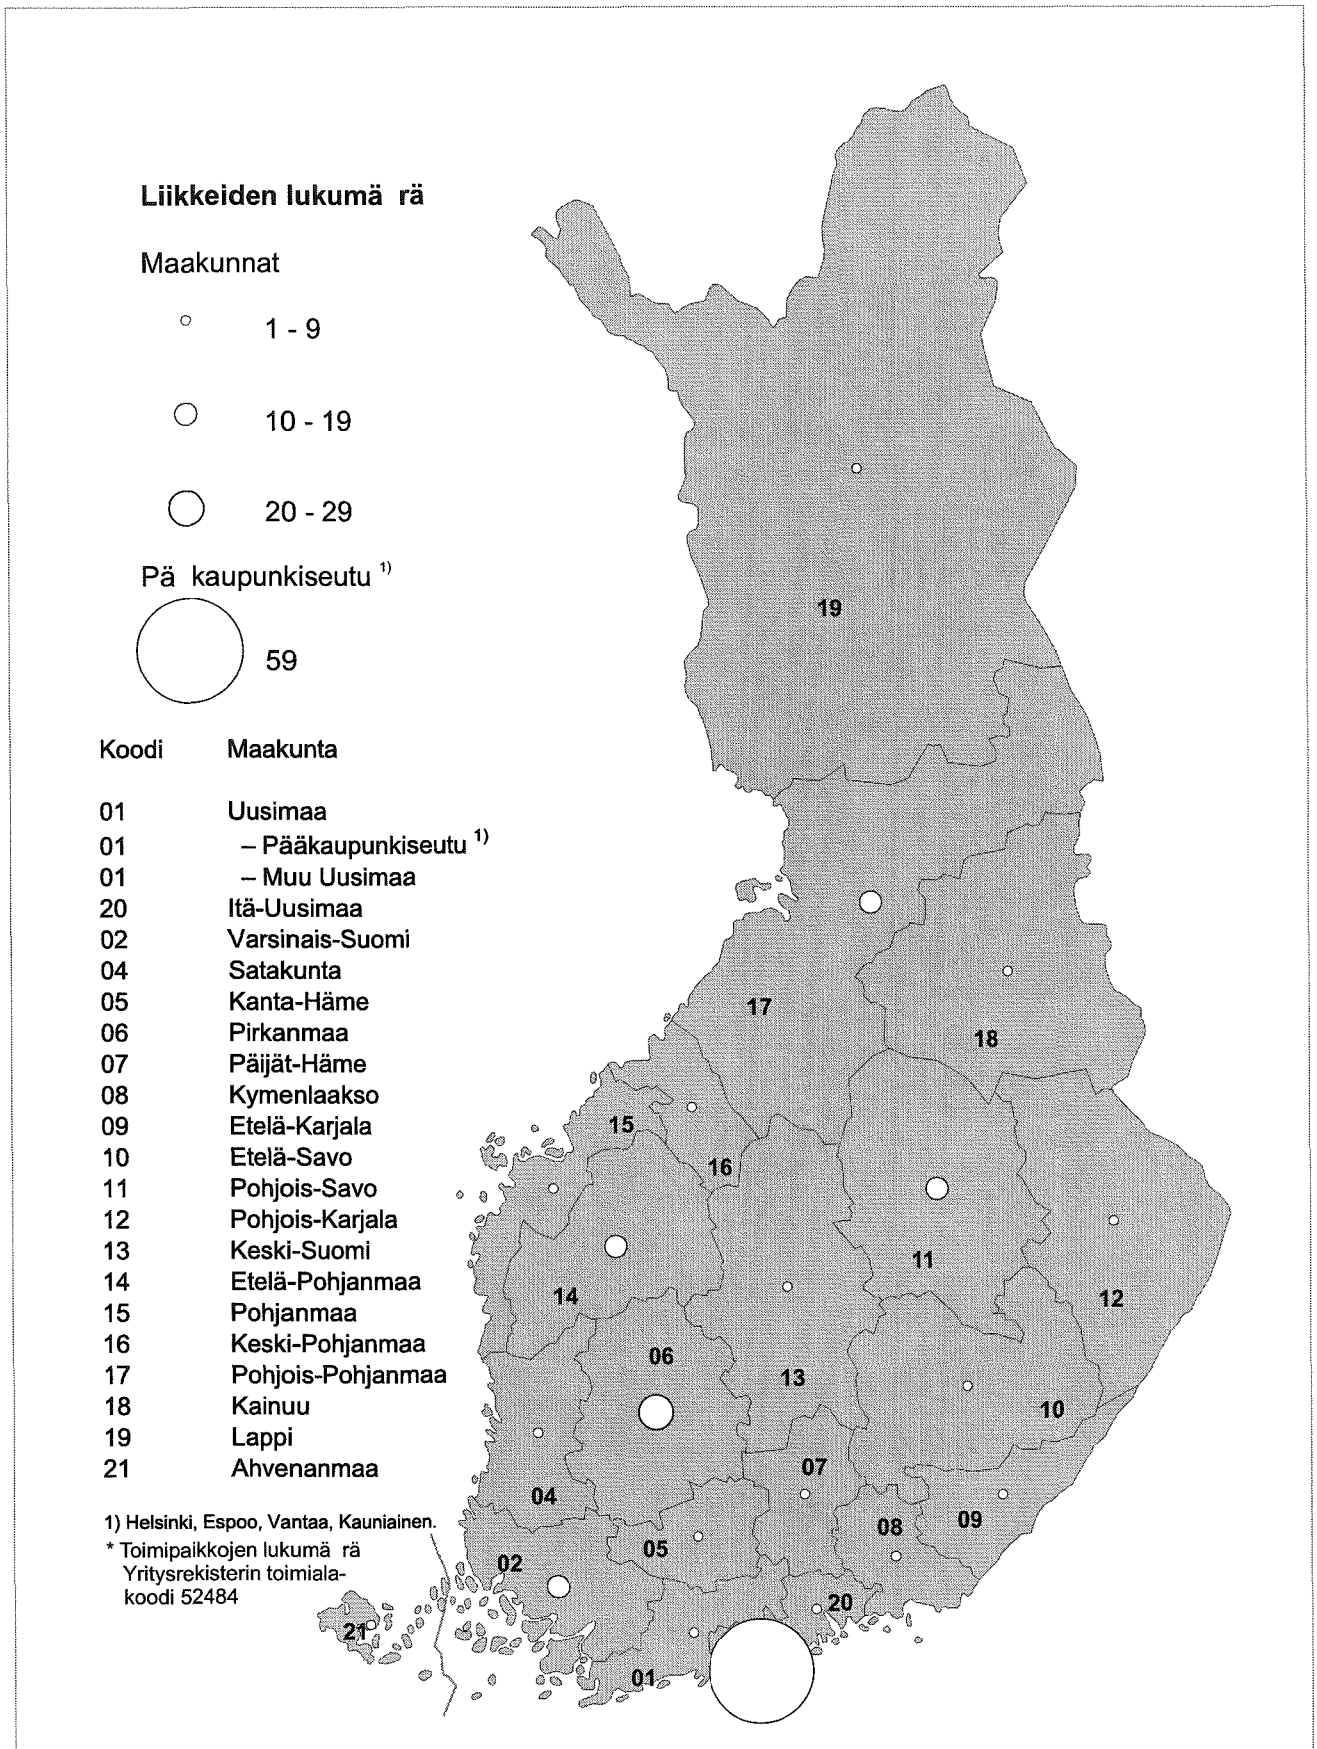 Liikkeiden lukumä rä
Maakunnat
1 - 9
10 - 19
20 - 29
Pä kaupunkiseutu 1)
59
Koodi Maakunta
01 Uusimaa
01 – Pääkaupunkiseutu 1)
01 – Muu Uusimaa
20 Itä-Uusimaa
02 Varsinais-Suomi
04 Satakunta
05 Kanta-Häme
06 Pirkanmaa
07 Päijät-Häme
08 Kymenlaakso
09 Etelä-Karjala
10 Etelä-Savo
11 Pohjois-Savo
12 Pohjois-Karjala
13 Keski-Suomi
14 Etelä-Pohjanmaa
15 Pohjanmaa
16 Keski-Pohjanmaa
17 Pohjois-Pohjanmaa
18 Kainuu
19 Lappi
21 Ahvenanmaa
1) Helsinki, Espoo, Vantaa, Kauniainen.
* Toimipaikkojen lukumä rä
Yritysrekisterin toimiala-
koodi 52484
19
17
18
15
16
11
14
12
06
13
10
07
04
09
08
05
02
20
21
01